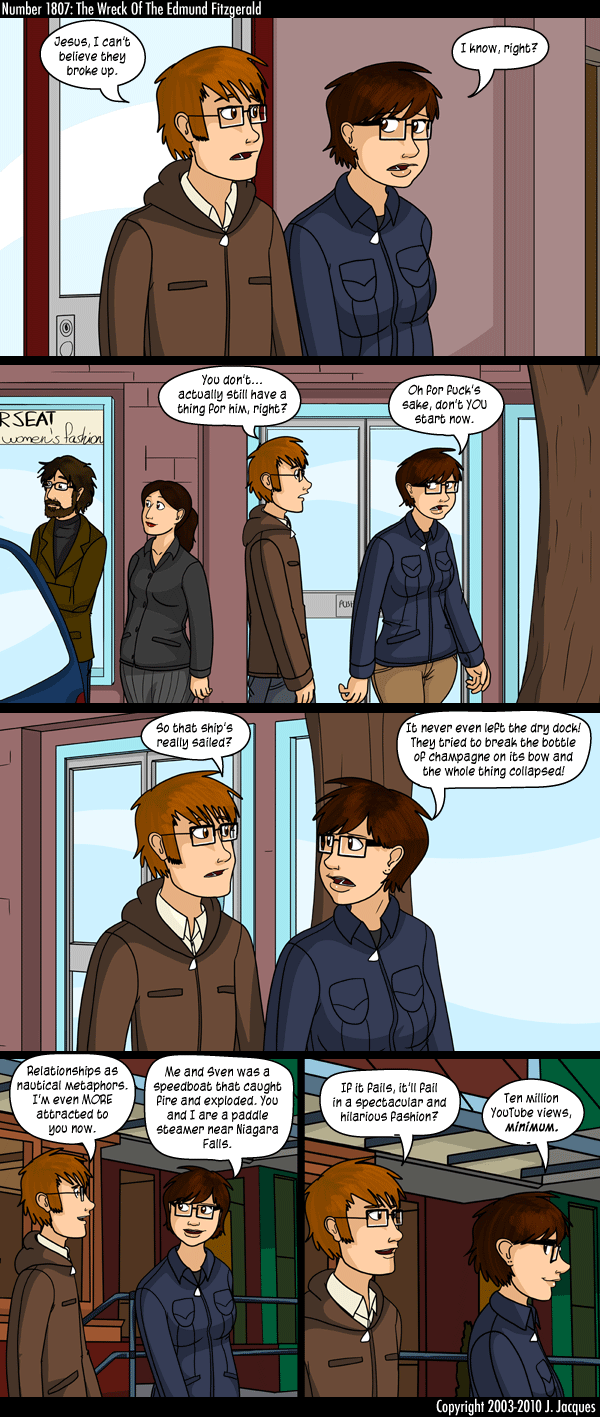 Number 1807: The Wreck Of The Edmund Fitzgerald
Jesus, I can't
believe they
broke up.
I know, right?
You don't...
actually still have a
thing for him, right?
Oh for fuck's
sake, don't YOU
start now.
RSEAT
women's fashion
PUSH
So that ship's
really sailed?
It never even left the dry dock!
They tried to break the bottle
of champagne on its bow and
the whole thing collapsed!
Relationships as
nautical metaphors.
I'm even MORE
attracted to
you now.
Me and Sven was a
speedboat that caught
fire and exploded. You
and I are a paddle
steamer near Niagara
Falls.
If it fails, it'll fail
in a spectacular and
hilarious fashion?
Ten million
YouTube views,
minimum.
Copyright 2003-2010 J. Jacques